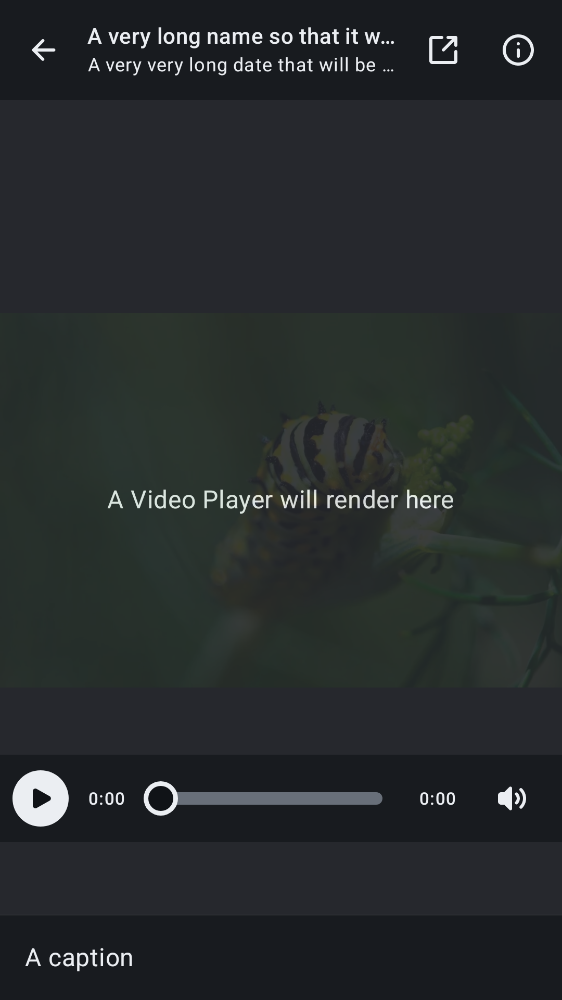 A very long name so that it w…
A very very long date that will be …
A Video Player will render here
0:00
0:00
A caption